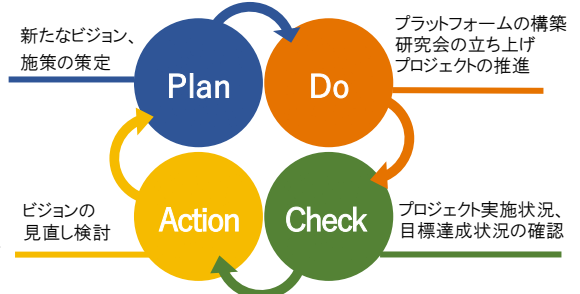 新たなビジョン、
施策の策定
Plan
Do
プラットフォームの構築
研究会の立ち上げ
プロジェクトの推進
ビジョンの
見直し検討
Action
Check
プロジェクト実施状況、
目標達成状況の確認